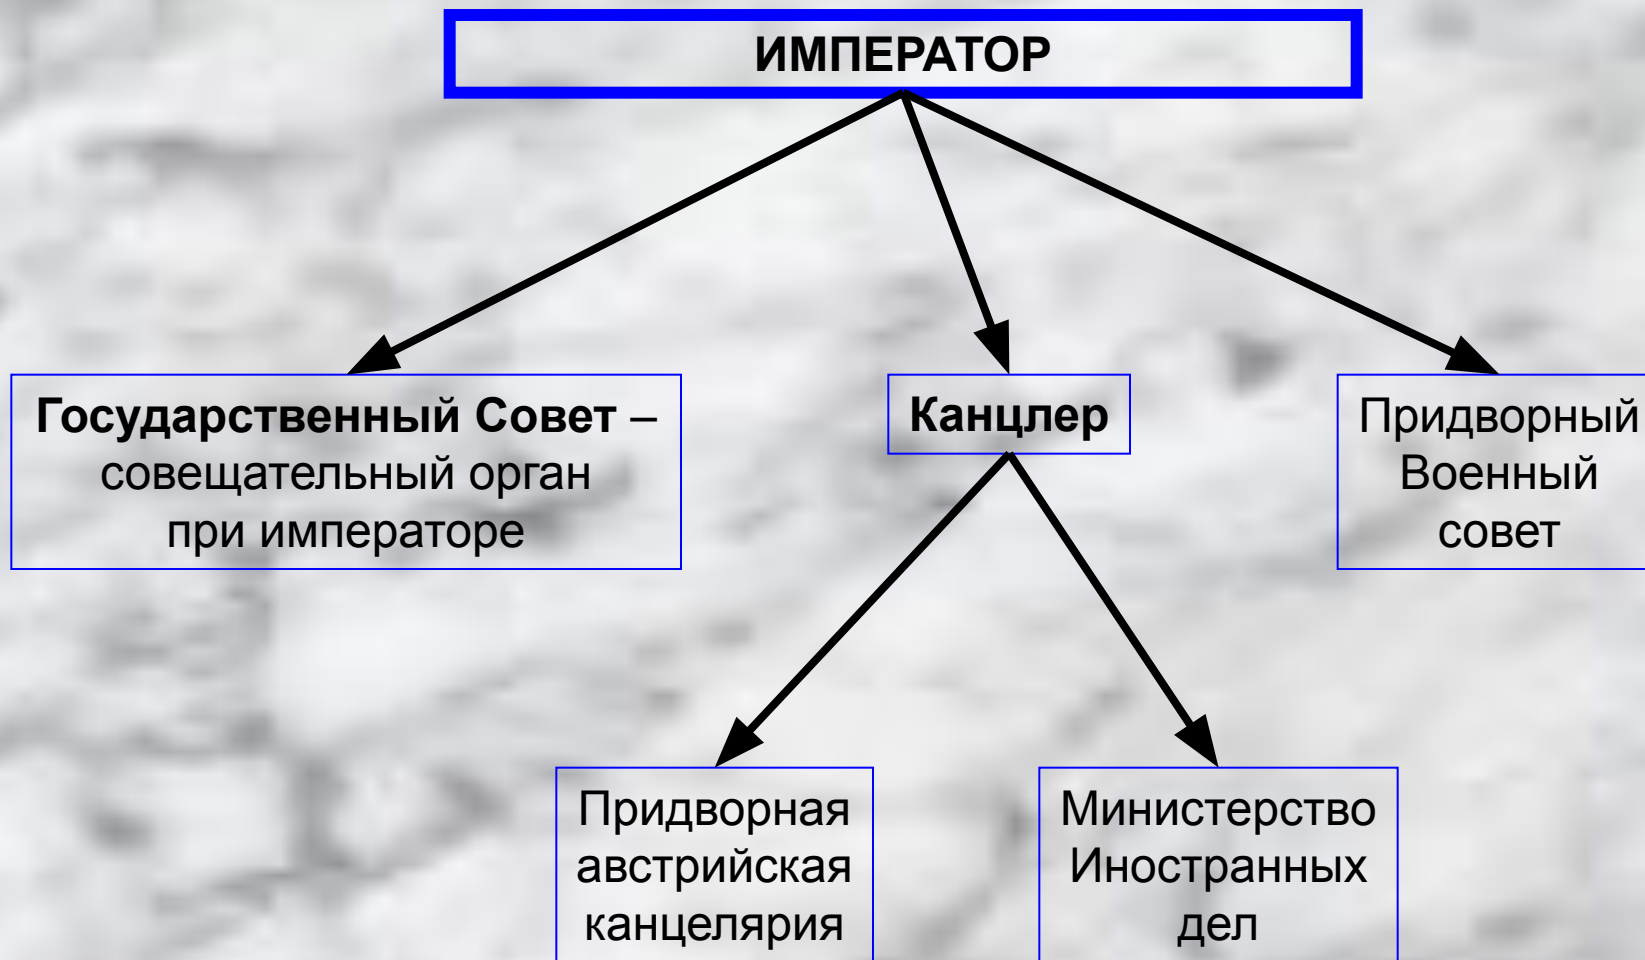 ИМПЕРАТОР
Государственный Совет –
совещательный орган
при императоре
Канцлер
Придворный
Военный
совет
Придворная
австрийская
канцелярия
Министерство
Иностранных
дел